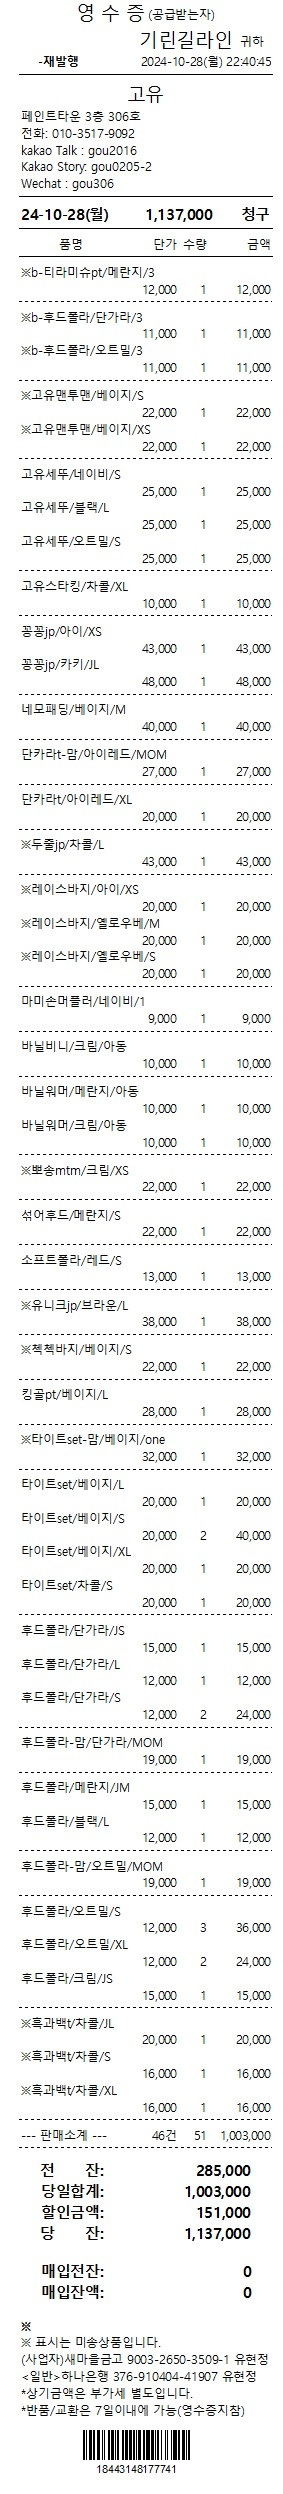 영 수 증 (공급받는자)
기린길라인 귀하
-재발행 2024-10-28(월) 22:40:45
고유
페인트타운 3층 306호
전화: 010-3517-9092
kakao Talk : gou2016
Kakao Story: gou0205-2
Wechat : gou306
24-10-28(월) 1,137,000 청구
품명 단가 수량 금액
※b-티라미슈pt/메란지/3
12,000 1 12,000
※b-후드폴라/단가라/3
11,000 1 11,000
※b-후드폴라/오트밀/3
11,000 1 11,000
※고유맨투맨/베이지/S
22,000 1 22,000
※고유맨투맨/베이지/XS
22,000 1 22,000
고유세뚜/네이비/S
25,000 1 25,000
고유세뚜/블랙/L
25,000 1 25,000
고유세뚜/오트밀/S
25,000 1 25,000
고유스타킹/차콜/XL
10,000 1 10,000
꽁꽁jp/아이/XS
43,000 1 43,000
꽁꽁jp/카키/JL
48,000 1 48,000
네모패딩/베이지/M
40,000 1 40,000
단카라t-맘/아이레드/MOM
27,000 1 27,000
단카라t/아이레드/XL
20,000 1 20,000
※두줄jp/차콜/L
43,000 1 43,000
※레이스바지/아이/XS
20,000 1 20,000
※레이스바지/옐로우베/M
20,000 1 20,000
※레이스바지/옐로우베/S
20,000 1 20,000
마미손머플러/네이비/1
9,000 1 9,000
바닐비니/크림/아동
10,000 1 10,000
바닐워머/메란지/아동
10,000 1 10,000
바닐워머/크림/아동
10,000 1 10,000
※뽀송mtm/크림/XS
22,000 1 22,000
섞어후드/메란지/S
22,000 1 22,000
소프트폴라/레드/S
13,000 1 13,000
※유니크jp/브라운/L
38,000 1 38,000
※첵첵바지/베이지/S
22,000 1 22,000
킹골pt/베이지/L
28,000 1 28,000
※타이트set-맘/베이지/one
32,000 1 32,000
타이트set/베이지/L
20,000 1 20,000
타이트set/베이지/S
20,000 2 40,000
타이트set/베이지/XL
20,000 1 20,000
타이트set/차콜/S
20,000 1 20,000
후드폴라/단가라/JS
15,000 1 15,000
후드폴라/단가라/L
12,000 1 12,000
후드폴라/단가라/S
12,000 2 24,000
후드폴라-맘/단가라/MOM
19,000 1 19,000
후드폴라/메란지/JM
15,000 1 15,000
후드폴라/블랙/L
12,000 1 12,000
후드폴라-맘/오트밀/MOM
19,000 1 19,000
후드폴라/오트밀/S
12,000 3 36,000
후드폴라/오트밀/XL
12,000 2 24,000
후드폴라/크림/JS
15,000 1 15,000
※흑과백t/차콜/JL
20,000 1 20,000
※흑과백t/차콜/S
16,000 1 16,000
※흑과백t/차콜/XL
16,000 1 16,000
--- 판매소계 --- 46건 51 1,003,000
전 잔: 285,000
당일합계: 1,003,000
할인금액: 151,000
당 잔: 1,137,000
매입전잔: 0
매입잔액: 0
※
※ 표시는 미송상품입니다.
(사업자)새마을금고 9003-2650-3509-1 유현정
<일반>하나은행 376-910404-41907 유현정
*상기금액은 부가세 별도입니다.
*반품/교환은 7일이내에 가능(영수증지참)
18443148177741